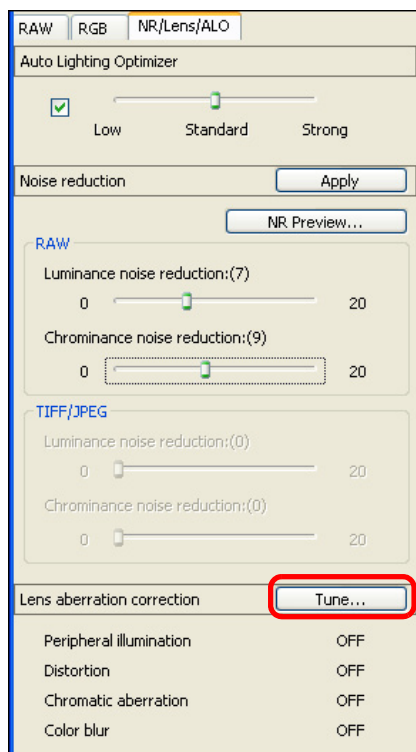 RAW RGB NR/Lens/ALO
Auto Lighting Optimizer
Low Standard Strong
Noise reduction Apply
NR Preview...
RAW
Luminance noise reduction:(7)
0 20
Chrominance noise reduction:(9)
0 20
TIFF/JPEG
Luminance noise reduction:(0)
0 20
Chrominance noise reduction:(0)
0 20
Lens aberration correction Tune...
Peripheral illumination OFF
Distortion OFF
Chromatic aberration OFF
Color blur OFF